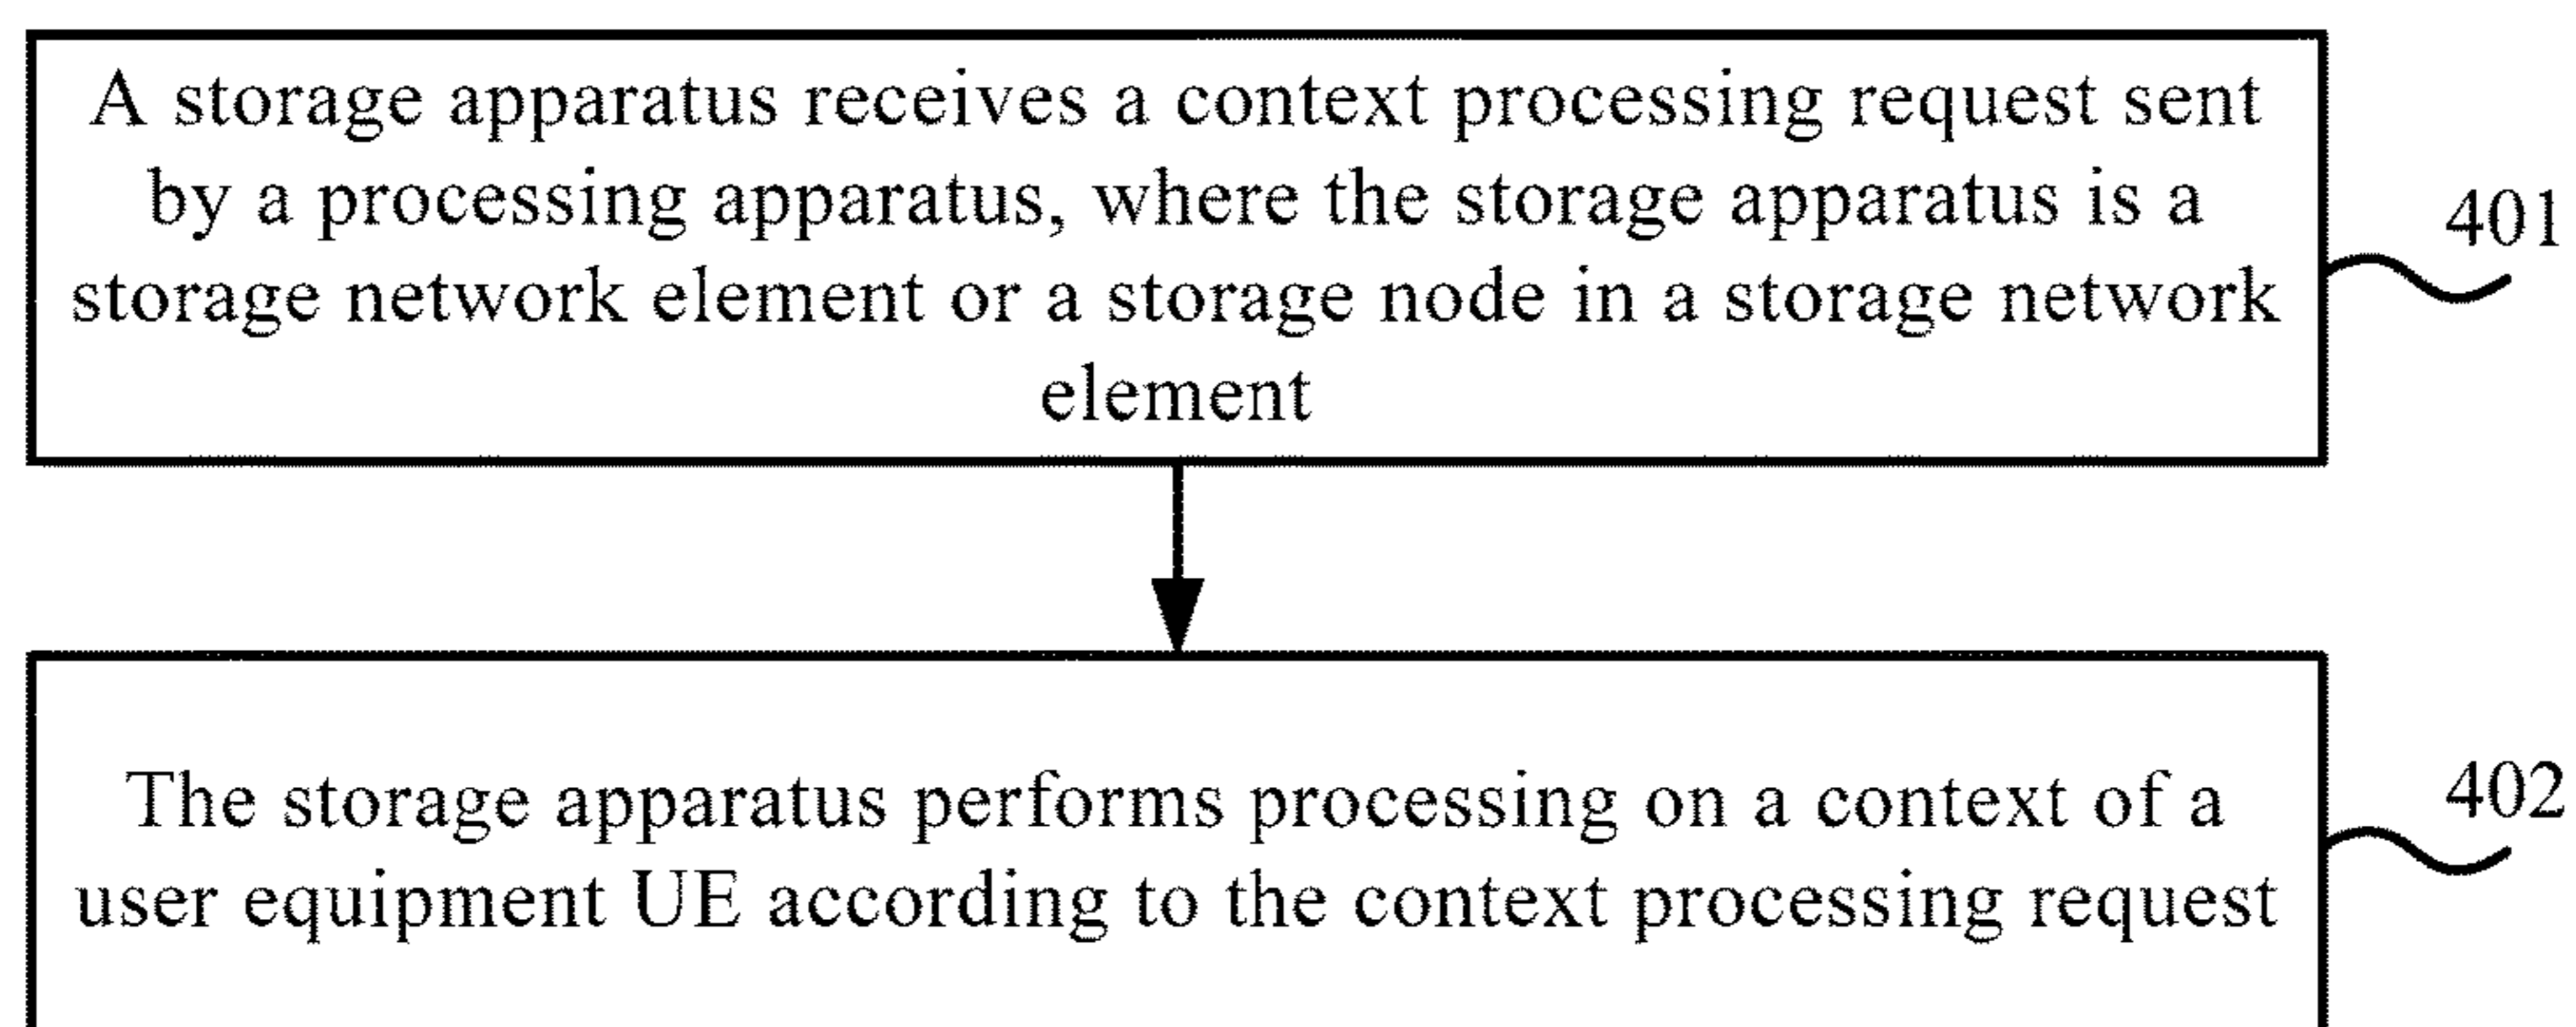 A storage apparatus receives a context processing request sent
by a processing apparatus, where the storage apparatus is a
storage network element or a storage node in a storage network
element
401
The storage apparatus performs processing on a context of a
user equipment UE according to the context processing request
402